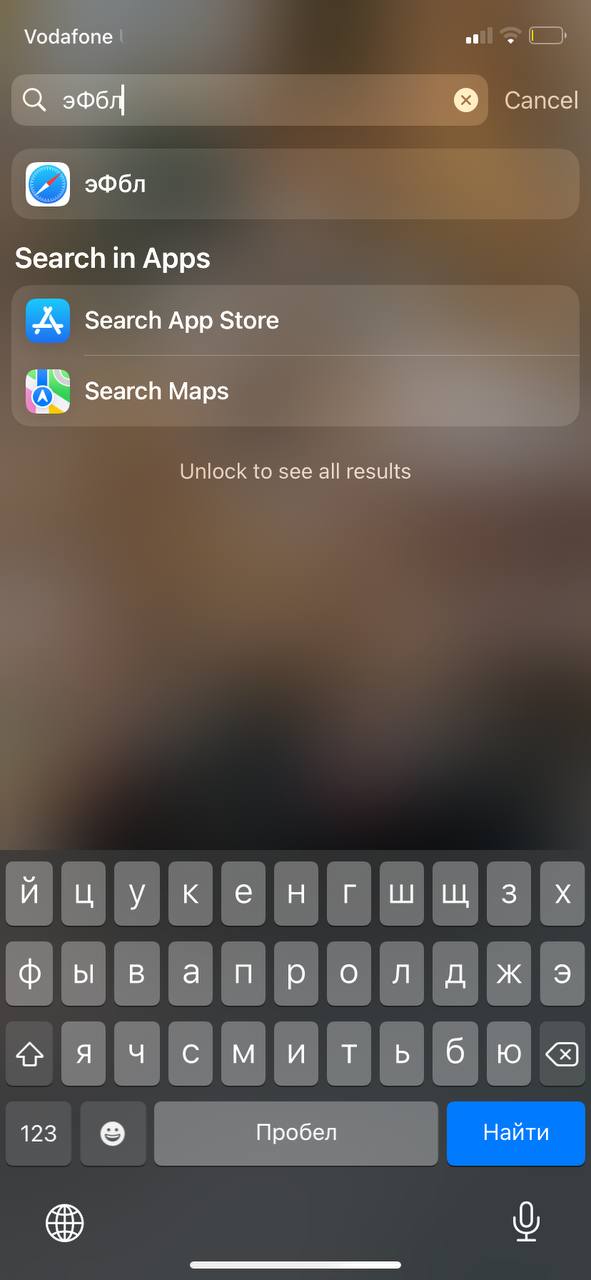 Vodafone
эФбл
Cancel
эФбл
Search in Apps
Search App Store
Search Maps
Unlock to see all results
й ц у к е н г ш щ з х
ф ы в а п р о л д ж э
я ч с м и т ь б ю
123 Пробел Найти